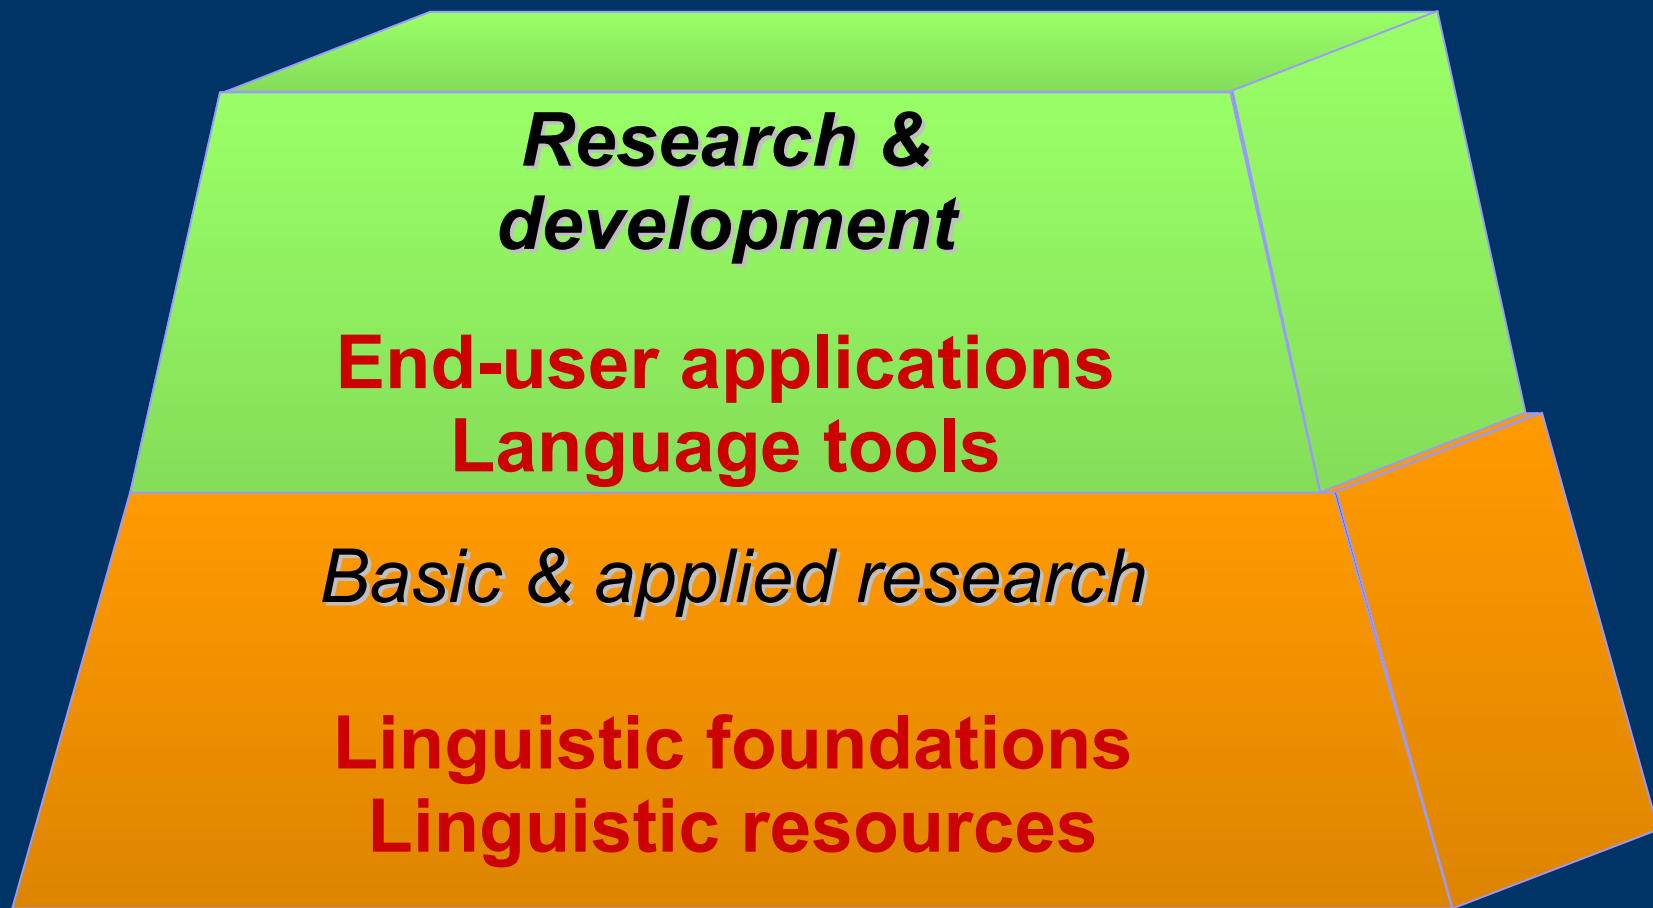 Research &
development
End-user applications
Language tools
Basic & applied research
Linguistic foundations
Linguistic resources